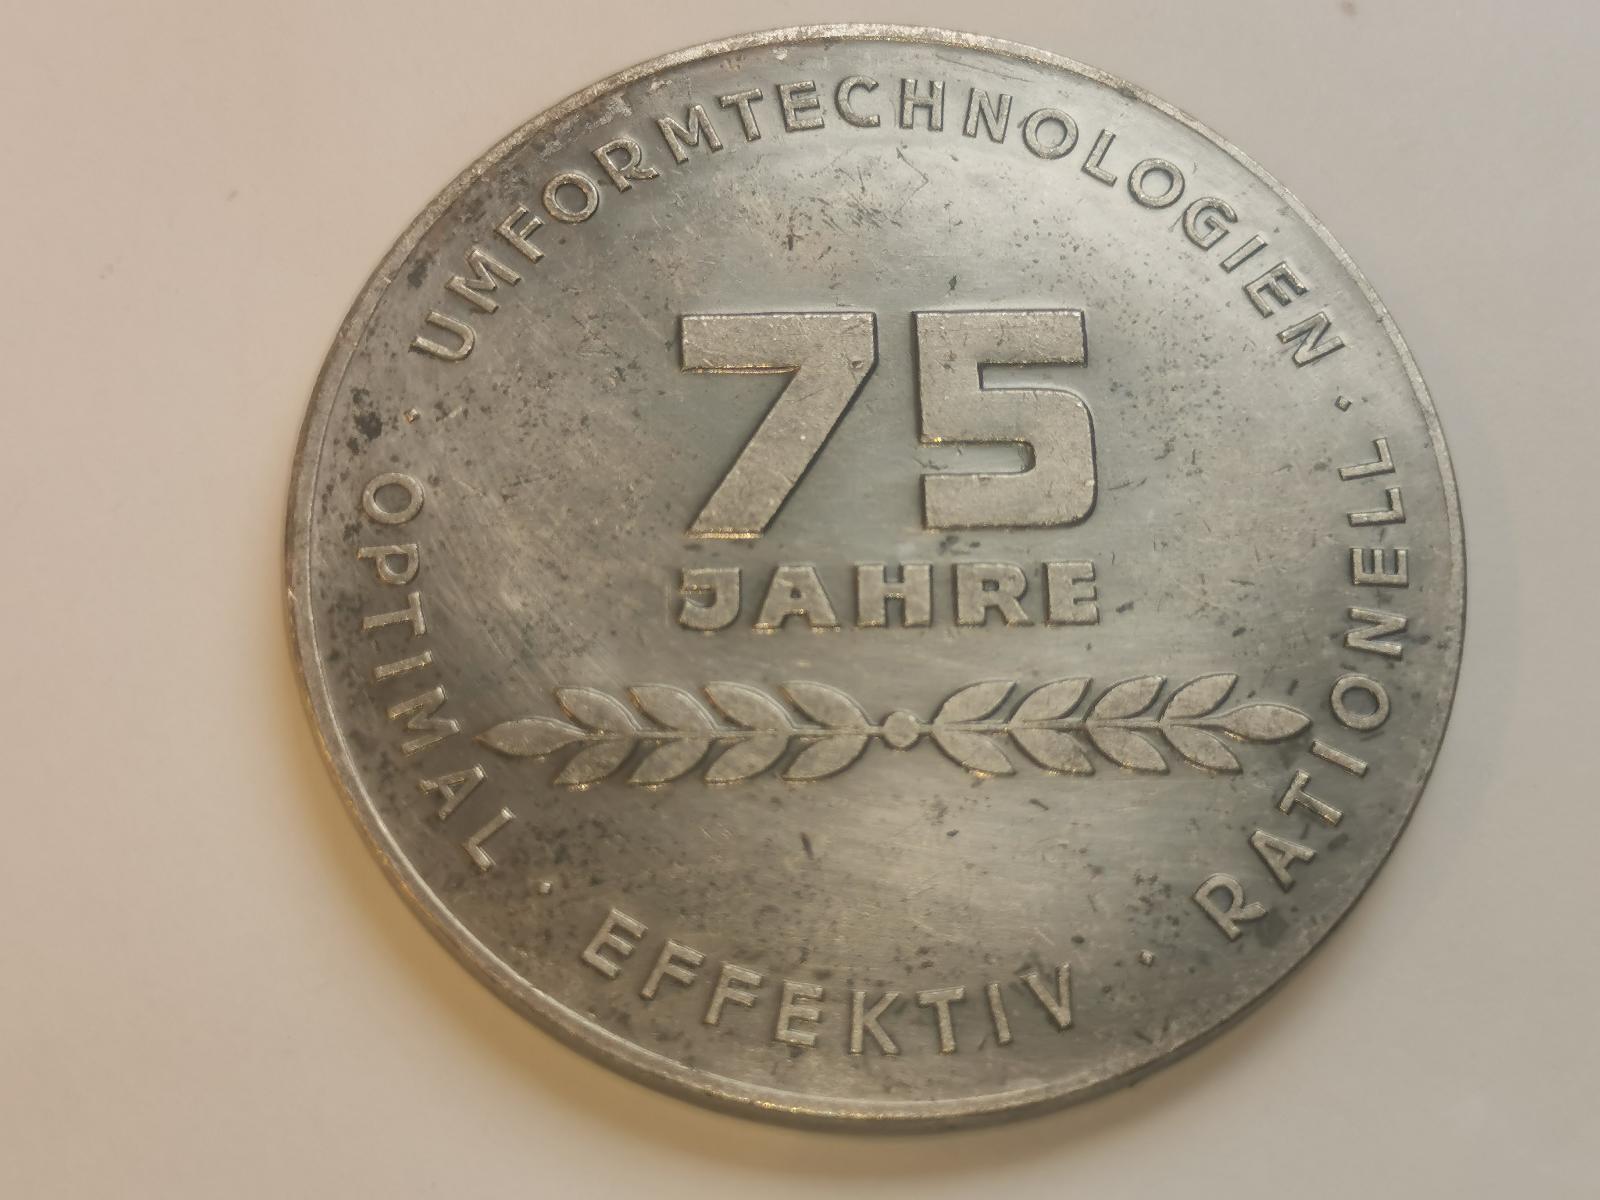 · UMFORMTECHNOLOGIEN ·
75
JAHRE
OPTIMAL · EFFEKTIV · RATIONELL